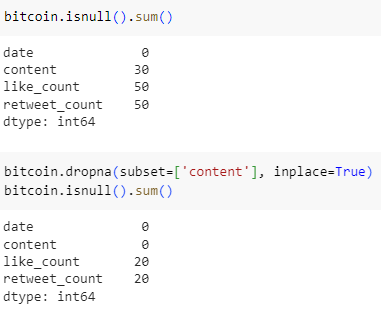 bitcoin.isnull().sum()
date 0
content 30
like_count 50
retweet_count 50
dtype: int64
bitcoin.dropna(subset=['content'], inplace=True)
bitcoin.isnull().sum()
date 0
content 0
like_count 20
retweet_count 20
dtype: int64